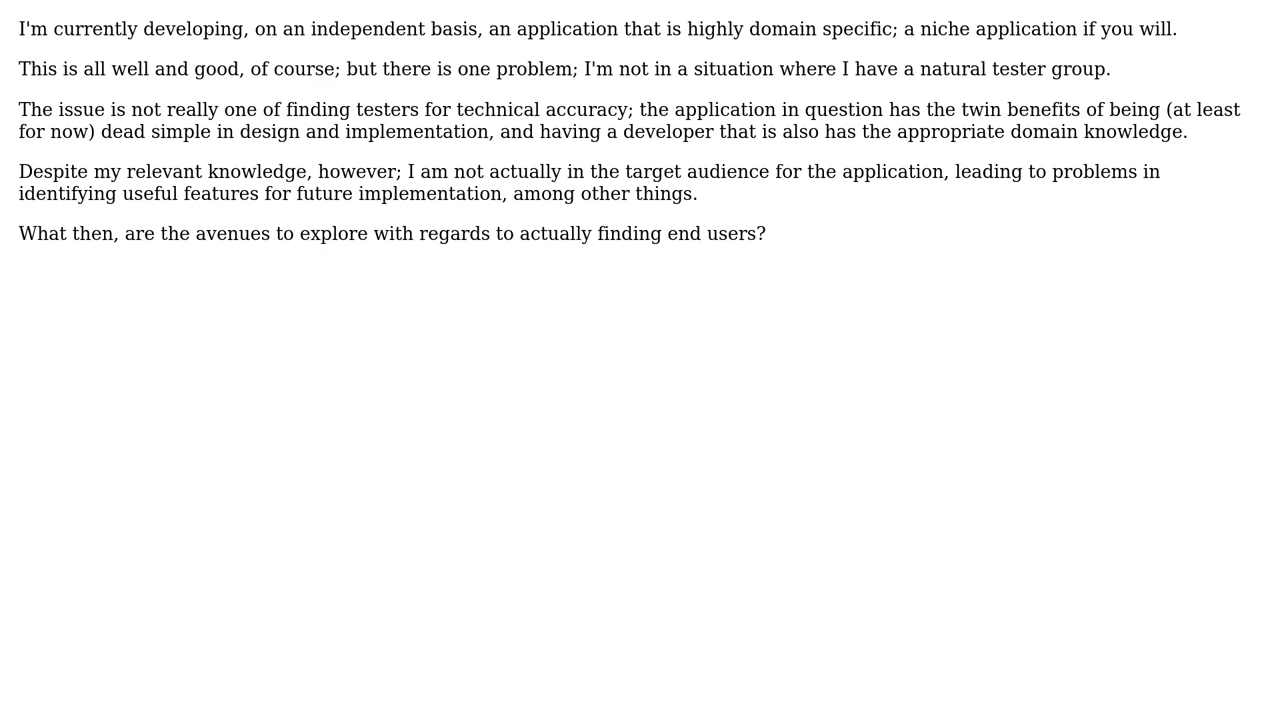 I'm currently developing, on an independent basis, an application that is highly domain specific; a niche application if you will.
This is all well and good, of course; but there is one problem; I'm not in a situation where I have a natural tester group.
The issue is not really one of finding testers for technical accuracy; the application in question has the twin benefits of being (at least
for now) dead simple in design and implementation, and having a developer that is also has the appropriate domain knowledge.
Despite my relevant knowledge, however; I am not actually in the target audience for the application, leading to problems in
identifying useful features for future implementation, among other things.
What then, are the avenues to explore with regards to actually finding end users?